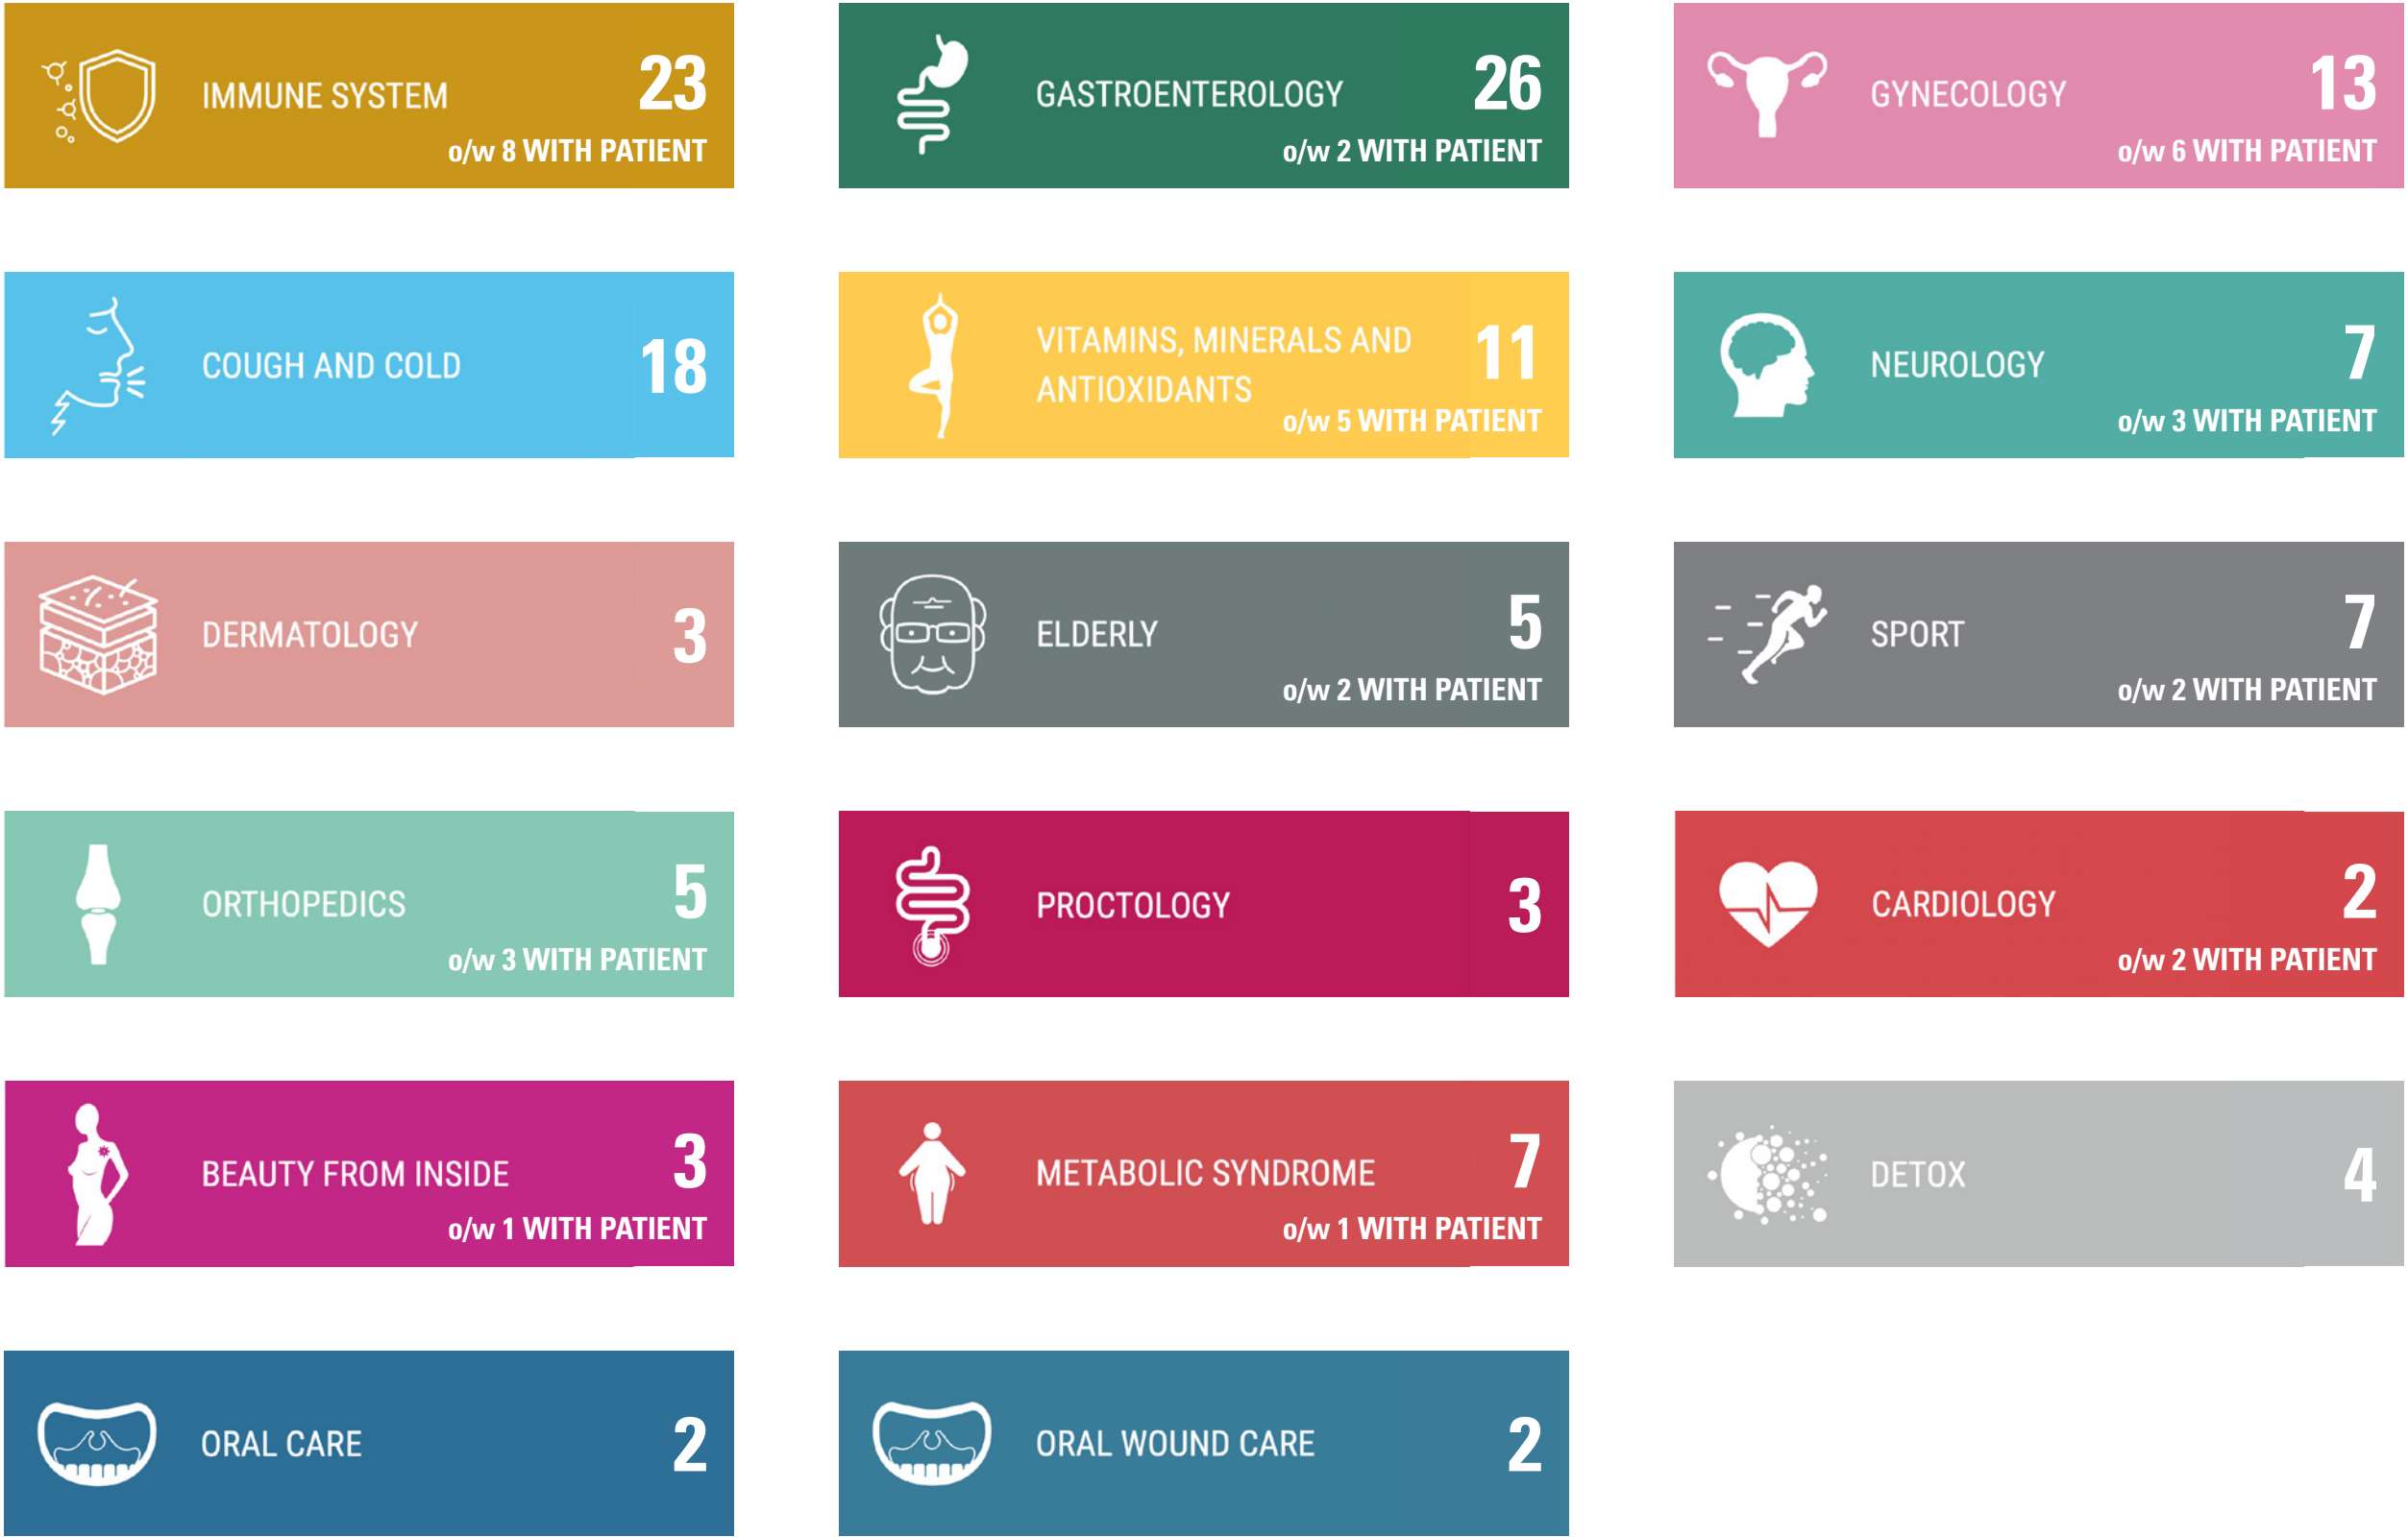 IMMUNE SYSTEM 23
o/w 8 WITH PATIENT
GASTROENTEROLOGY 26
o/w 2 WITH PATIENT
GYNECOLOGY 13
o/w 6 WITH PATIENT
COUGH AND COLD 18
VITAMINS, MINERALS AND 11
ANTIOXIDANTS
o/w 5 WITH PATIENT
NEUROLOGY 7
o/w 3 WITH PATIENT
DERMATOLOGY 3
ELDERLY 5
o/w 2 WITH PATIENT
SPORT 7
o/w 2 WITH PATIENT
ORTHOPEDICS 5
o/w 3 WITH PATIENT
PROCTOLOGY 3
CARDIOLOGY 2
o/w 2 WITH PATIENT
BEAUTY FROM INSIDE 3
o/w 1 WITH PATIENT
METABOLIC SYNDROME 7
o/w 1 WITH PATIENT
DETOX 4
ORAL CARE 2
ORAL WOUND CARE 2